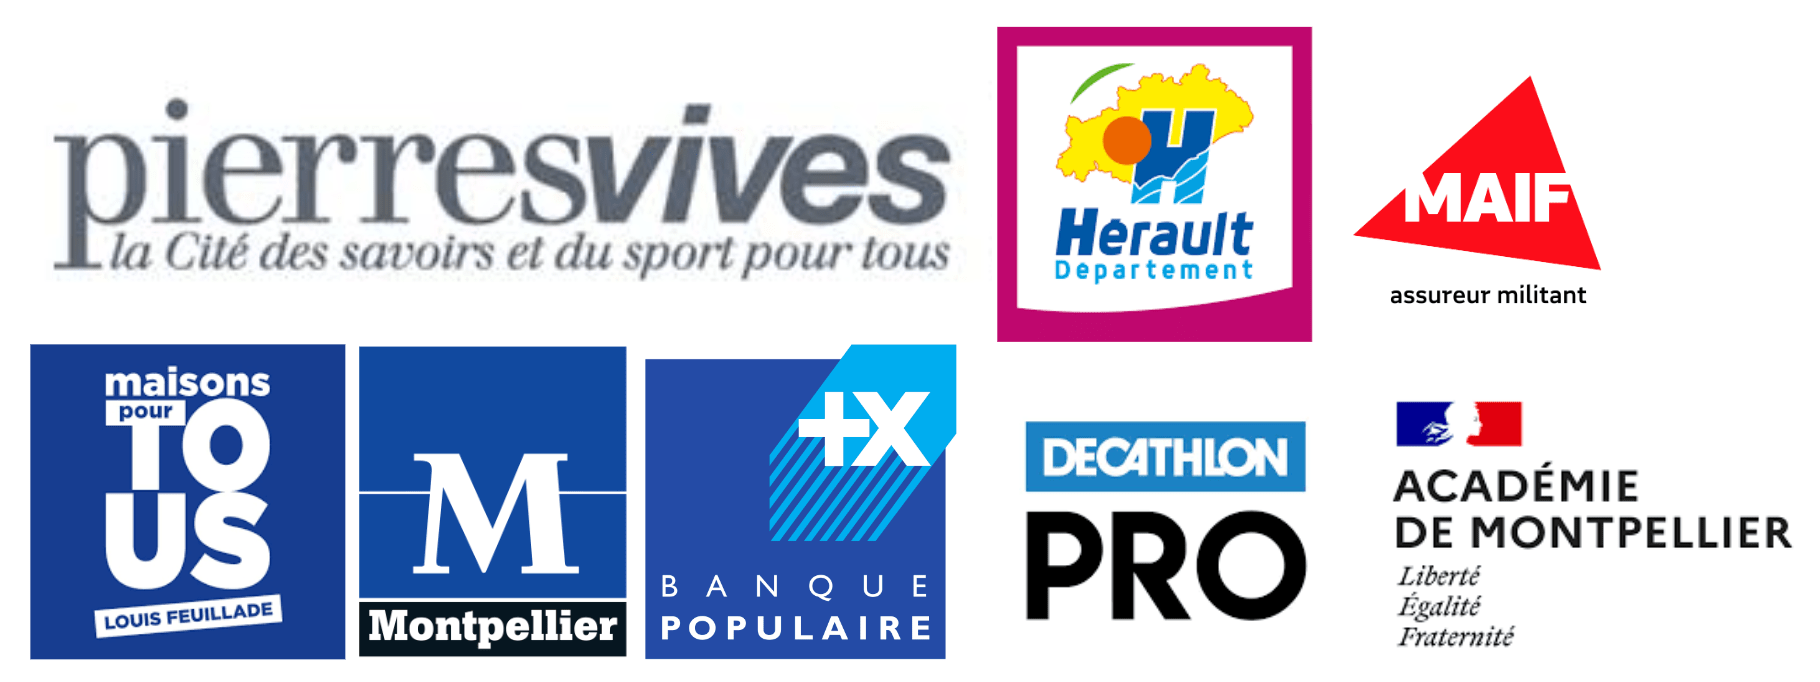 pierresvives
la Cité des savoirs et du sport pour tous
H
Hérault
Département
MAIF
assureur militant
maisons
pour
TO
US
LOUIS FEUILLADE
M
Montpellier
+X
BANQUE
POPULAIRE
DECATHLON
PRO
ACADÉMIE
DE MONTPELLIER
Liberté
Égalité
Fraternité